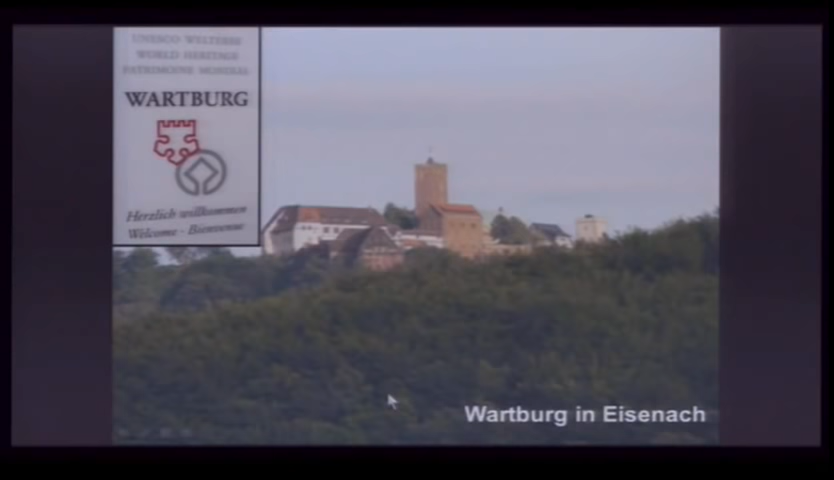 UNESCO WELTERBE
WORLD HERITAGE
PATRIMOINE MONDIAL
WARTBURG
Herzlich willkommen
Welcome - Bienvenue
Wartburg in Eisenach